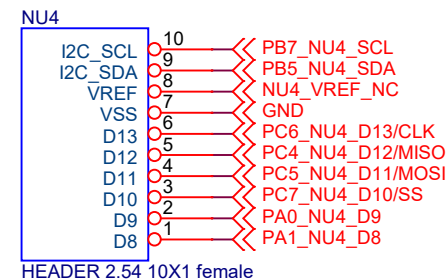 NU4
I2C_SCL 10 PB7_NU4_SCL
I2C_SDA 9 PB5_NU4_SDA
VREF 8 NU4_VREF_NC
VSS 7 GND
D13 6 PC6_NU4_D13/CLK
D12 5 PC4_NU4_D12/MISO
D11 4 PC5_NU4_D11/MOSI
D10 3 PC7_NU4_D10/SS
D9 2 PA0_NU4_D9
D8 1 PA1_NU4_D8
HEADER 2.54 10X1 female